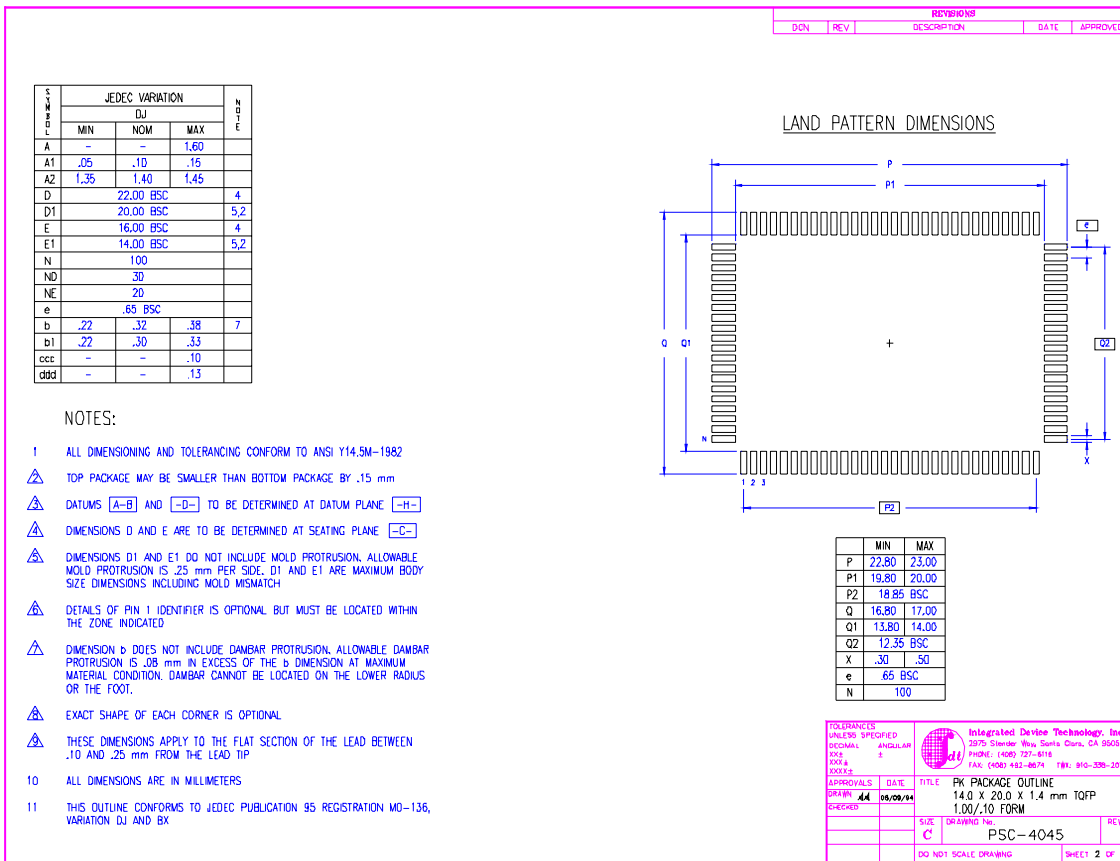 REVISIONS
DCN REV DESCRIPTION DATE APPROVED
SYMBOL JEDEC VARIATION NOTE
DJ
MIN NOM MAX
A - - 1.60
A1 .05 .10 .15
A2 1.35 1.40 1.45
D 22.00 BSC 4
D1 20.00 BSC 5,2
E 16.00 BSC 4
E1 14.00 BSC 5,2
N 100
ND 30
NE 20
e .65 BSC
b .22 .32 .38 7
b1 .22 .30 .33
ccc - - .10
ddd - - .13
NOTES:
1 ALL DIMENSIONING AND TOLERANCING CONFORM TO ANSI Y14.5M-1982
2 TOP PACKAGE MAY BE SMALLER THAN BOTTOM PACKAGE BY .15 mm
3 DATUMS A-B AND -D- TO BE DETERMINED AT DATUM PLANE -H-
4 DIMENSIONS D AND E ARE TO BE DETERMINED AT SEATING PLANE -C-
5 DIMENSIONS D1 AND E1 DO NOT INCLUDE MOLD PROTRUSION. ALLOWABLE
MOLD PROTRUSION IS .25 mm PER SIDE. D1 AND E1 ARE MAXIMUM BODY
SIZE DIMENSIONS INCLUDING MOLD MISMATCH
6 DETAILS OF PIN 1 IDENTIFIER IS OPTIONAL BUT MUST BE LOCATED WITHIN
THE ZONE INDICATED
7 DIMENSION b DOES NOT INCLUDE DAMBAR PROTRUSION. ALLOWABLE DAMBAR
PROTRUSION IS .08 mm IN EXCESS OF THE b DIMENSION AT MAXIMUM
MATERIAL CONDITION. DAMBAR CANNOT BE LOCATED ON THE LOWER RADIUS
OR THE FOOT.
8 EXACT SHAPE OF EACH CORNER IS OPTIONAL
9 THESE DIMENSIONS APPLY TO THE FLAT SECTION OF THE LEAD BETWEEN
.10 AND .25 mm FROM THE LEAD TIP
10 ALL DIMENSIONS ARE IN MILLIMETERS
11 THIS OUTLINE CONFORMS TO JEDEC PUBLICATION 95 REGISTRATION MO-136,
VARIATION DJ AND BX
LAND PATTERN DIMENSIONS
P
P1
e
Q Q1 Q2
N
X
1 2 3
P2
MIN MAX
P 22.80 23.00
P1 19.80 20.00
P2 18.85 BSC
Q 16.80 17.00
Q1 13.80 14.00
Q2 12.35 BSC
X .30 .50
e .65 BSC
N 100
TOLERANCES
UNLESS SPECIFIED
DECIMAL ANGULAR
XX± ±
XXX±
XXXX±
idt
Integrated Device Technology, Inc
2975 Stender Way, Santa Clara, CA 9505
PHONE: (408) 727-6116
FAX: (408) 492-8674 TWX: 910-338-20
APPROVALS DATE
DRAWN 06/09/94
CHECKED
TITLE PK PACKAGE OUTLINE
14.0 X 20.0 X 1.4 mm TQFP
1.00/.10 FORM
SIZE DRAWING No. REV
C PSC-4045
DO NOT SCALE DRAWING SHEET 2 OF